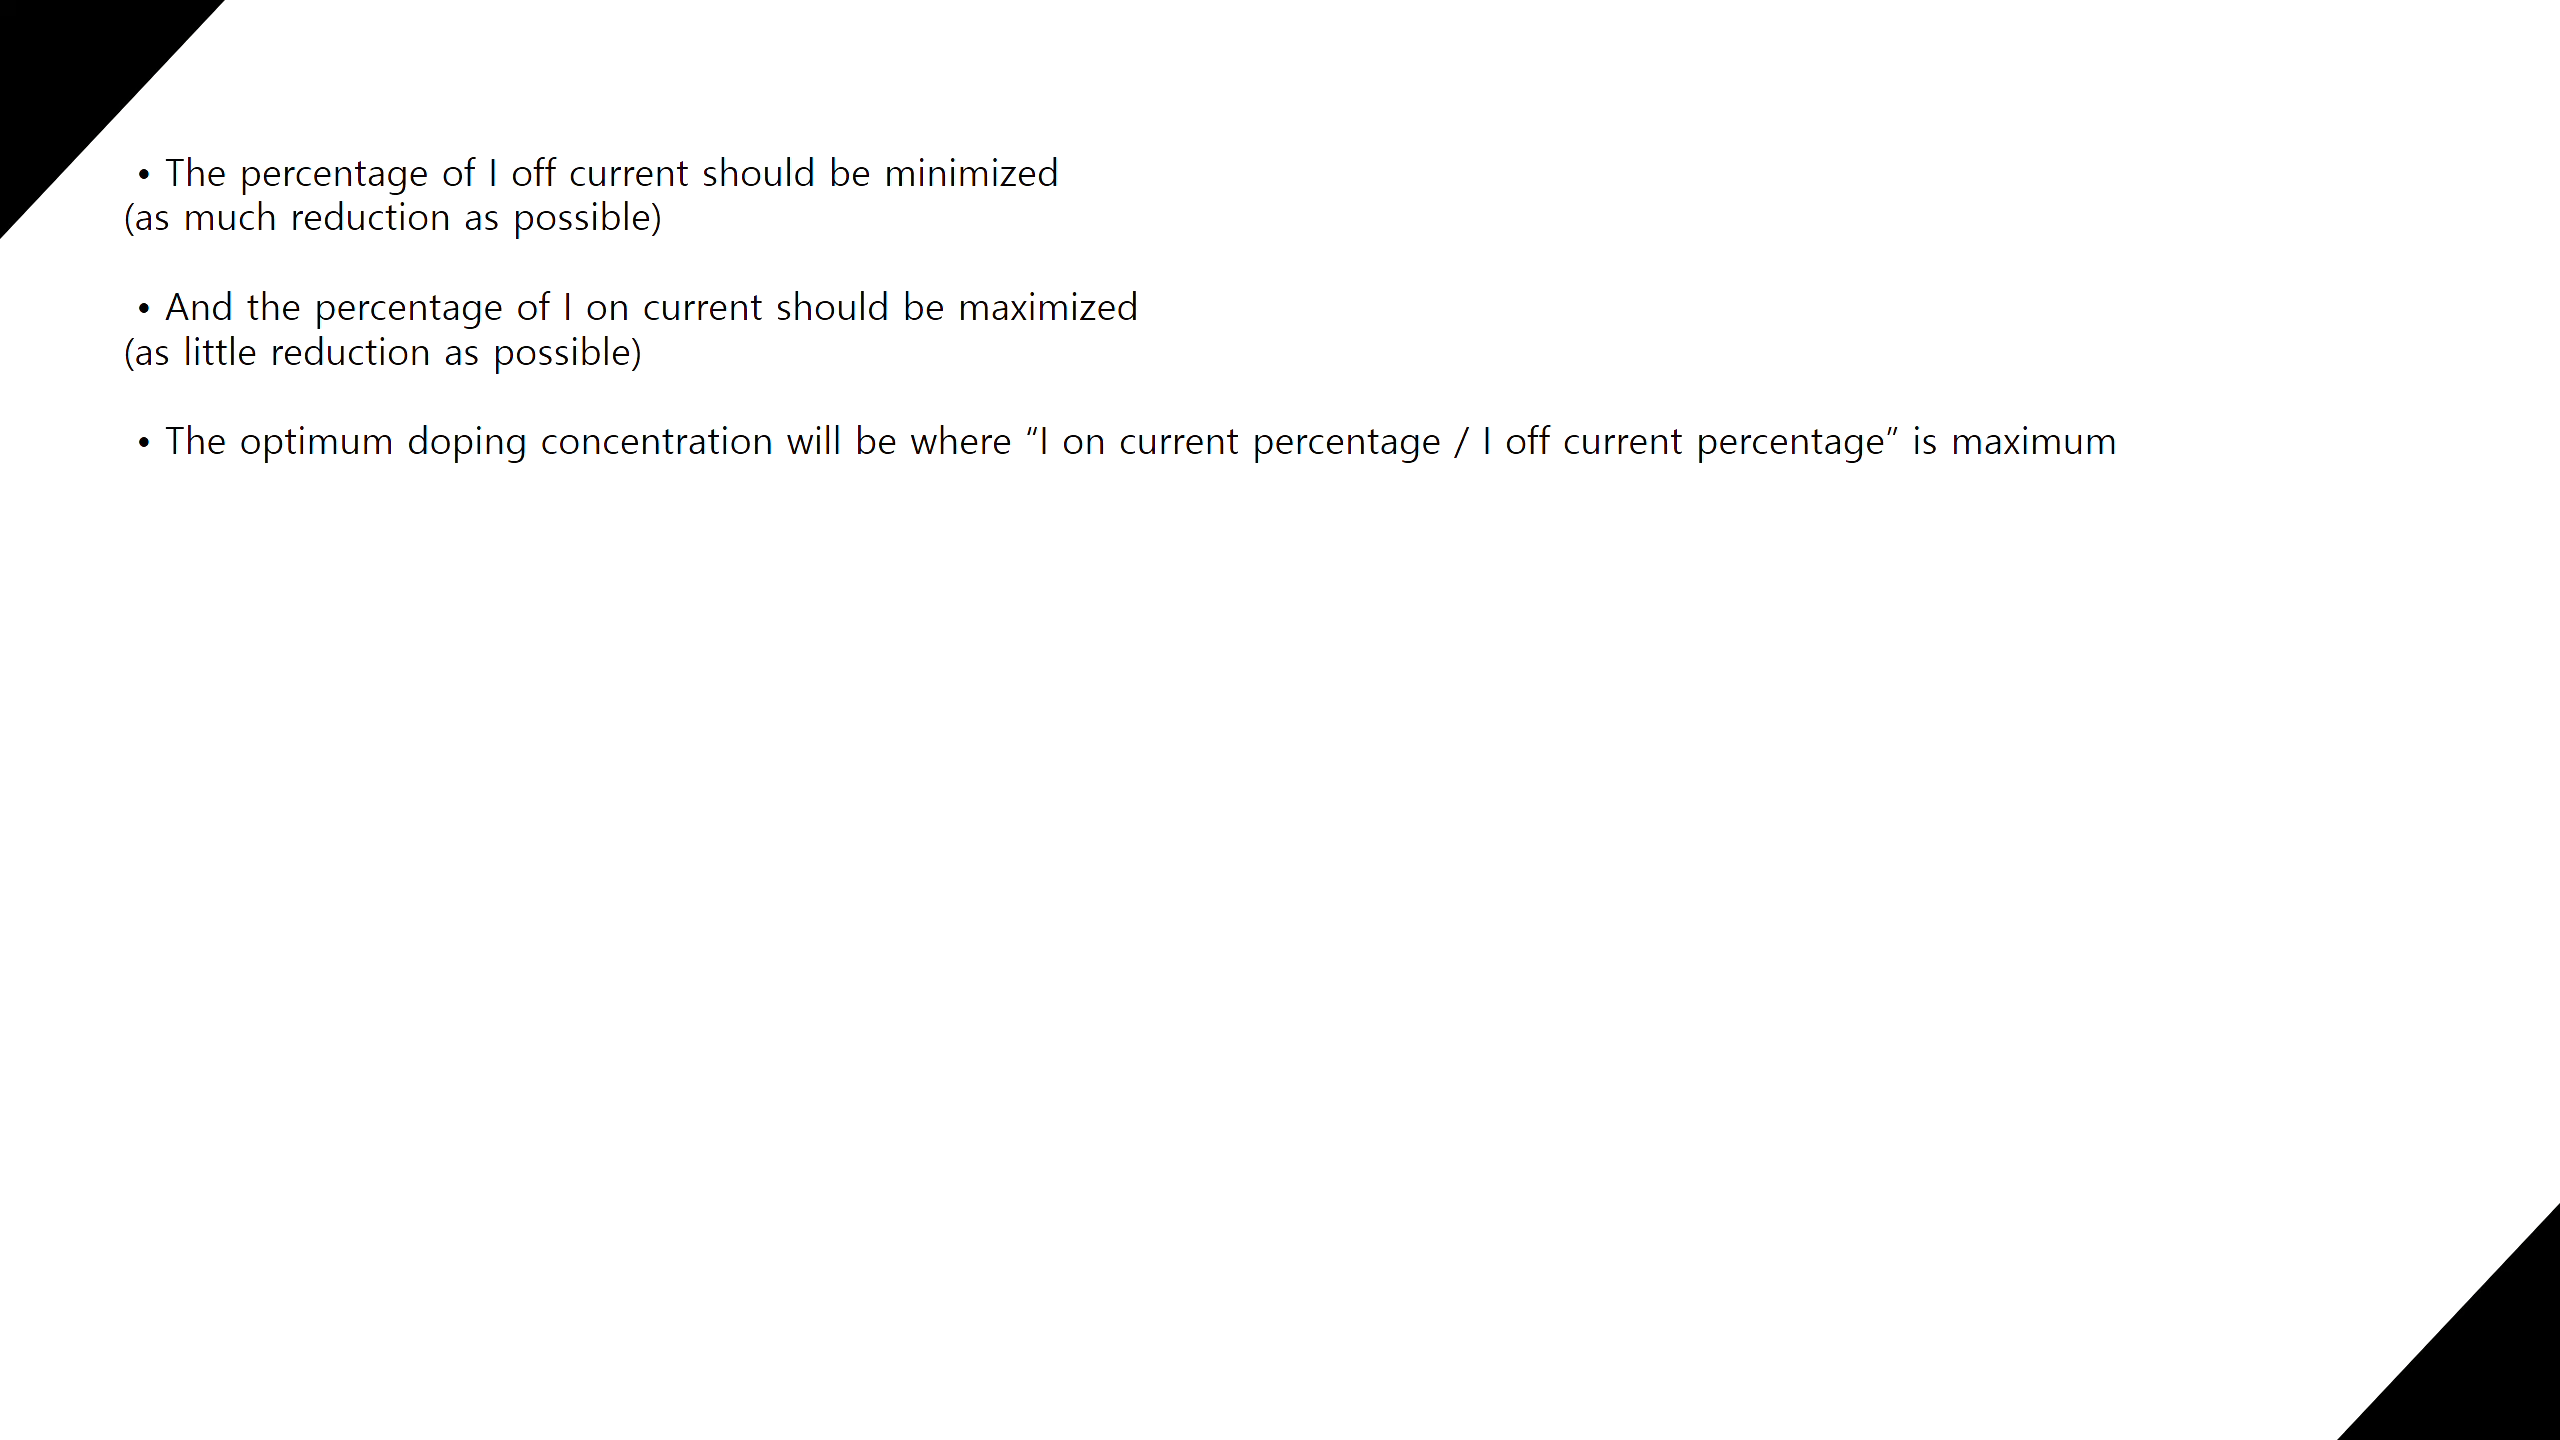 • The percentage of I off current should be minimized
(as much reduction as possible)
• And the percentage of I on current should be maximized
(as little reduction as possible)
• The optimum doping concentration will be where “I on current percentage / I off current percentage” is maximum